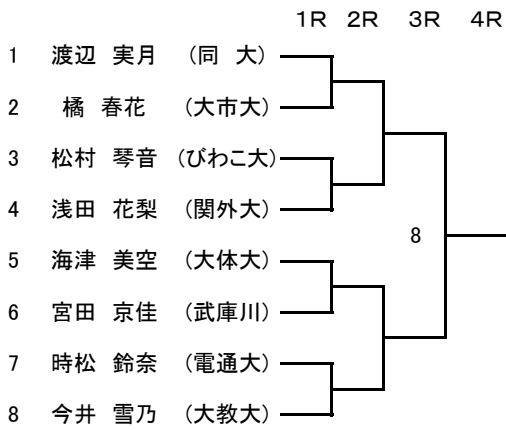 1R 2R 3R 4R
1 渡辺 実月 (同 大)
2 橘 春花 (大市大)
3 松村 琴音 (びわこ大)
4 浅田 花梨 (関外大)
8
5 海津 美空 (大体大)
6 宮田 京佳 (武庫川)
7 時松 鈴奈 (電通大)
8 今井 雪乃 (大教大)